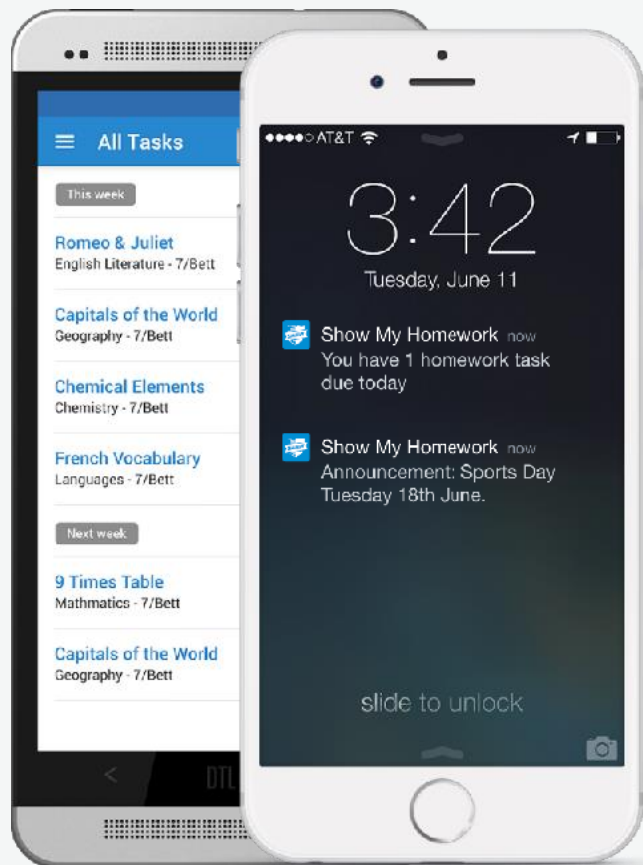 All Tasks
This week
Romeo & Juliet
English Literature - 7/Bett
Capitals of the World
Geography - 7/Bett
Chemical Elements
Chemistry - 7/Bett
French Vocabulary
Languages - 7/Bett
Next week
9 Times Table
Mathmatics - 7/Bett
Capitals of the World
Geography - 7/Bett
AT&T
3:42
Tuesday, June 11
Show My Homework now
You have 1 homework task
due today
Show My Homework now
Announcement: Sports Day
Tuesday 18th June.
slide to unlock